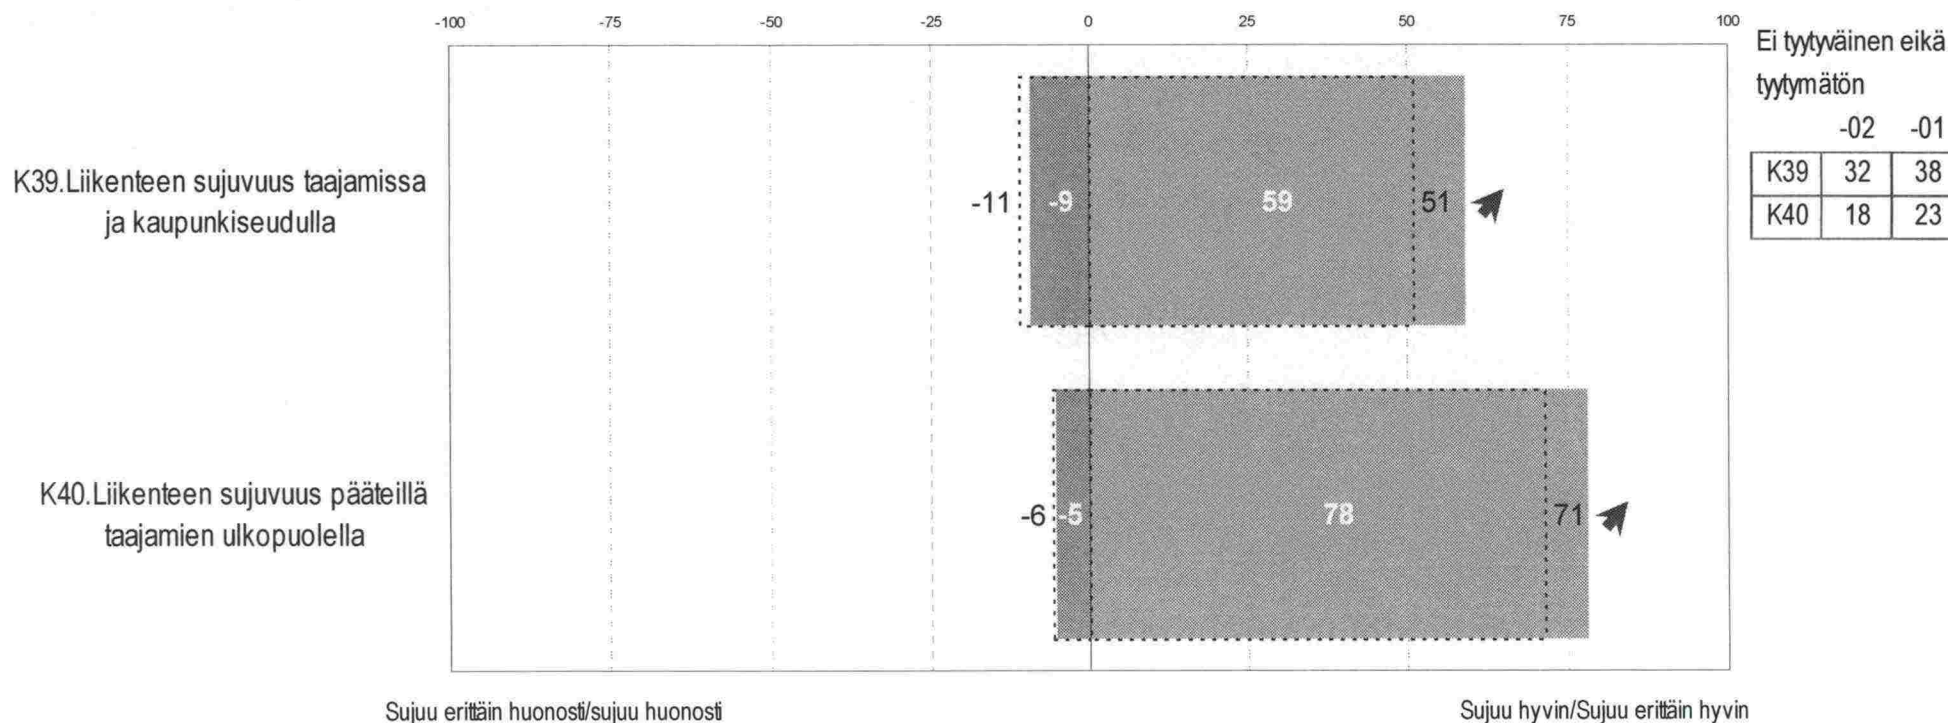 -100 -75 -50 -25 0 25 50 75 100
Ei tyytyväinen eikä
tyytymätön
-02 -01
K39 32 38
K40 18 23
K39.Liikenteen sujuvuus taajamissa
ja kaupunkiseudulla
-11 -9 59 51
K40.Liikenteen sujuvuus pääteillä
taajamien ulkopuolella
-6 -5 78 71
Sujuu erittäin huonosti/sujuu huonosti
Sujuu hyvin/Sujuu erittäin hyvin